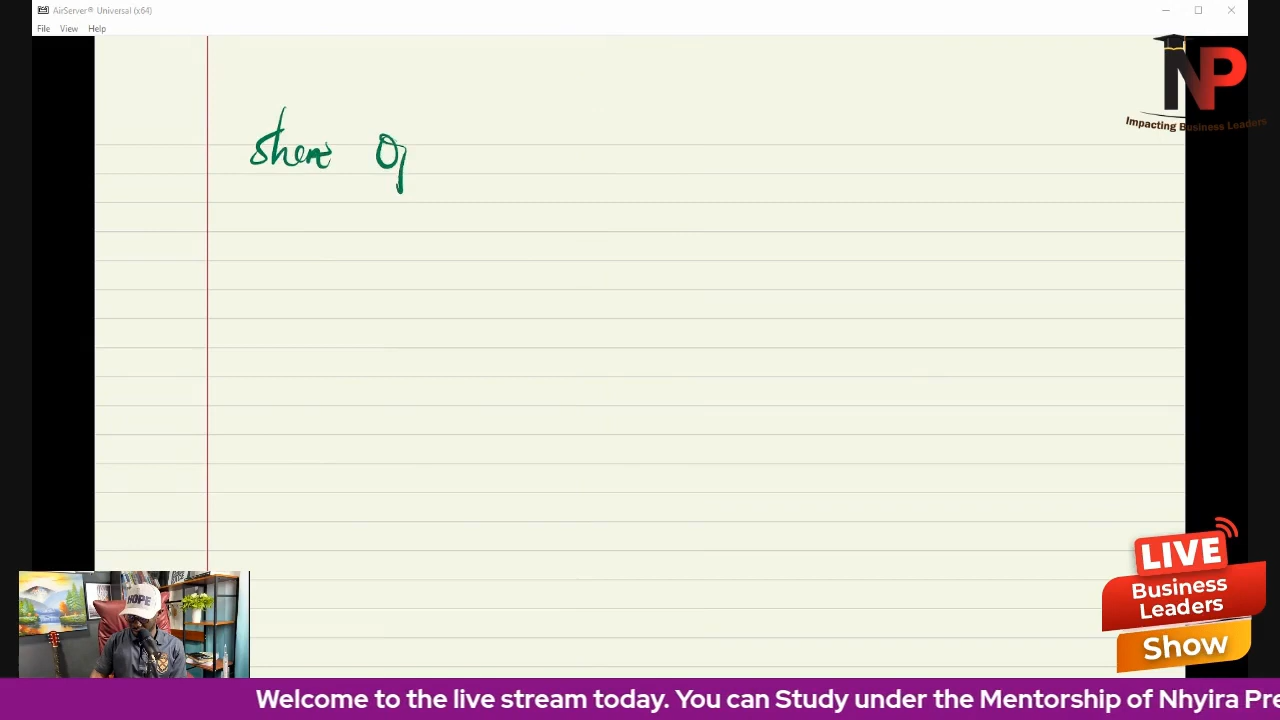 AirServer® Universal (x64)
File View Help
NP
Impacting Business Leaders
share Op
HOPE
LIVE
Business
Leaders
Show
Welcome to the live stream today. You can Study under the Mentorship of Nhyira Pre